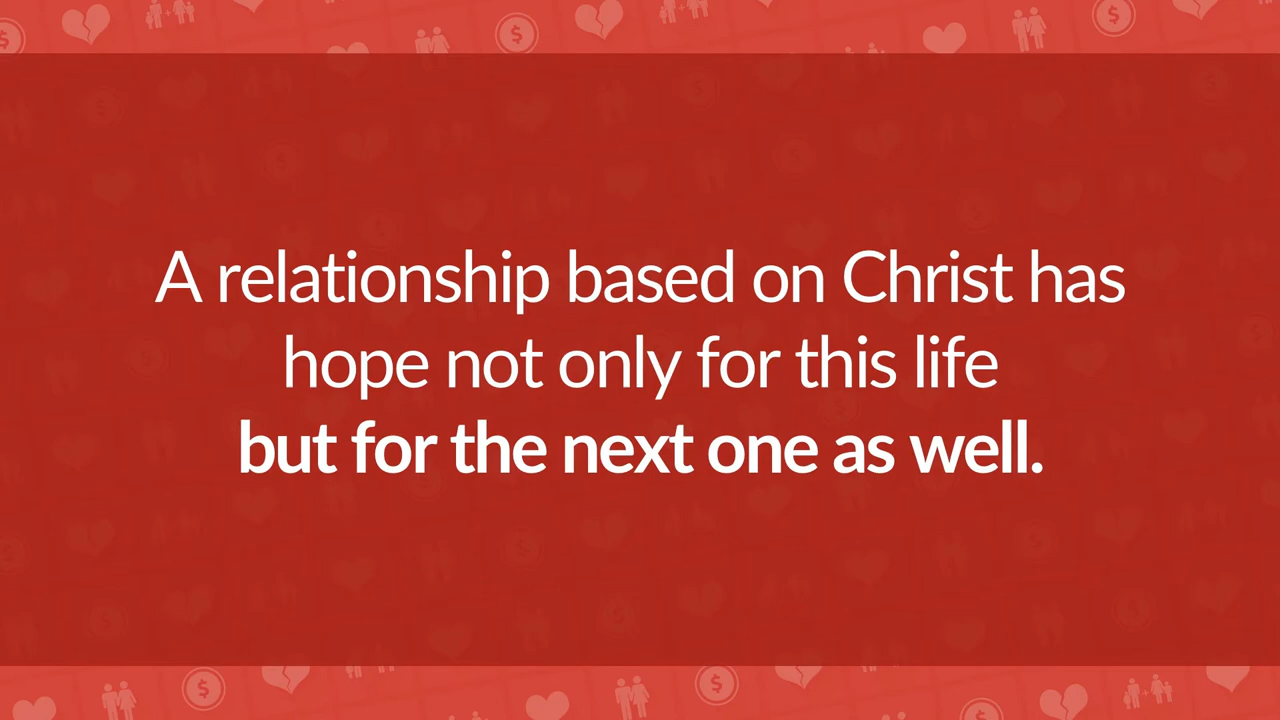 A relationship based on Christ has
hope not only for this life
but for the next one as well.